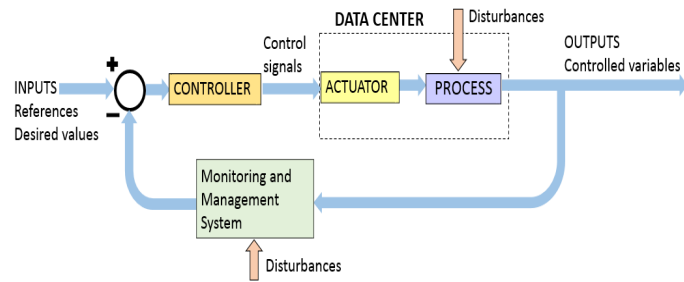 DATA CENTER
Disturbances
+
Control
signals
OUTPUTS
Controlled variables
INPUTS
References
Desired values
−
CONTROLLER
ACTUATOR
PROCESS
Monitoring and
Management
System
Disturbances